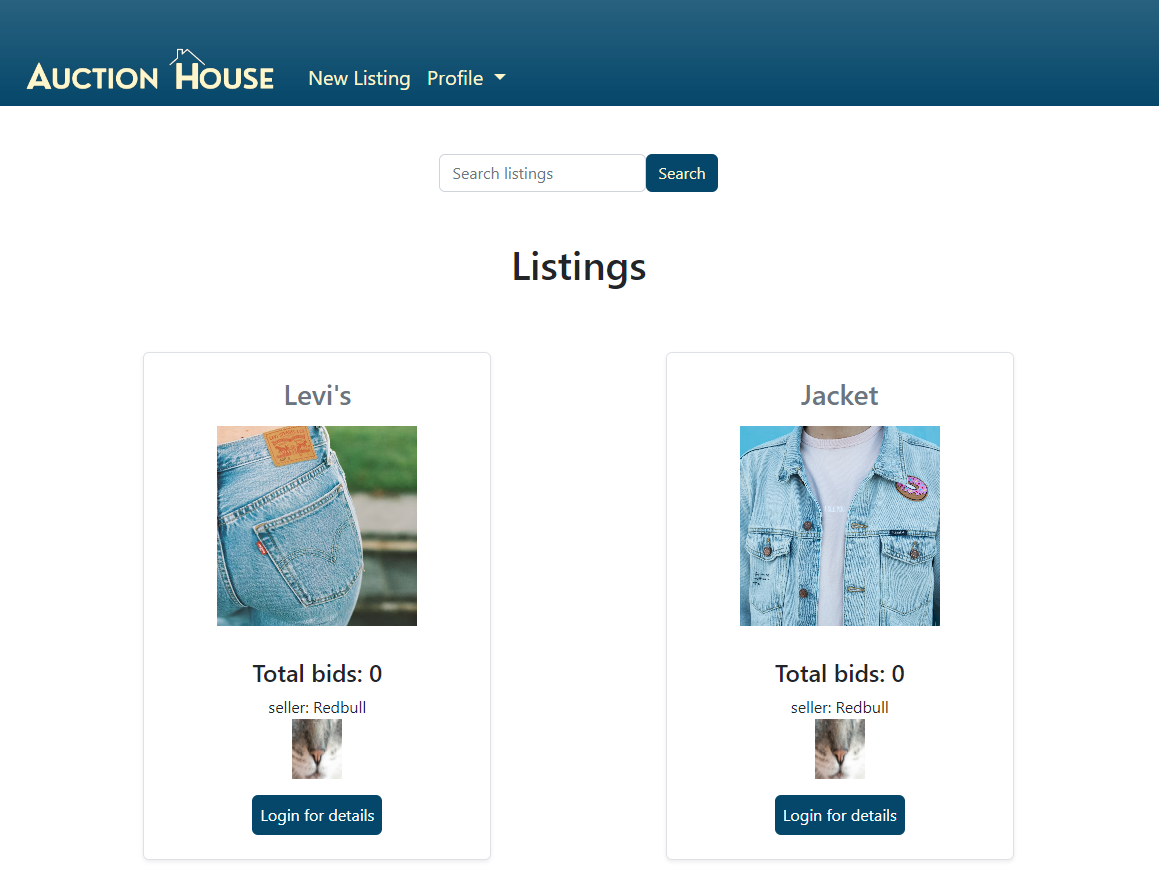 AUCTION HOUSE New Listing Profile
Search listings Search
Listings
Levi's
Jacket
Total bids: 0
seller: Redbull
Login for details
Total bids: 0
seller: Redbull
Login for details